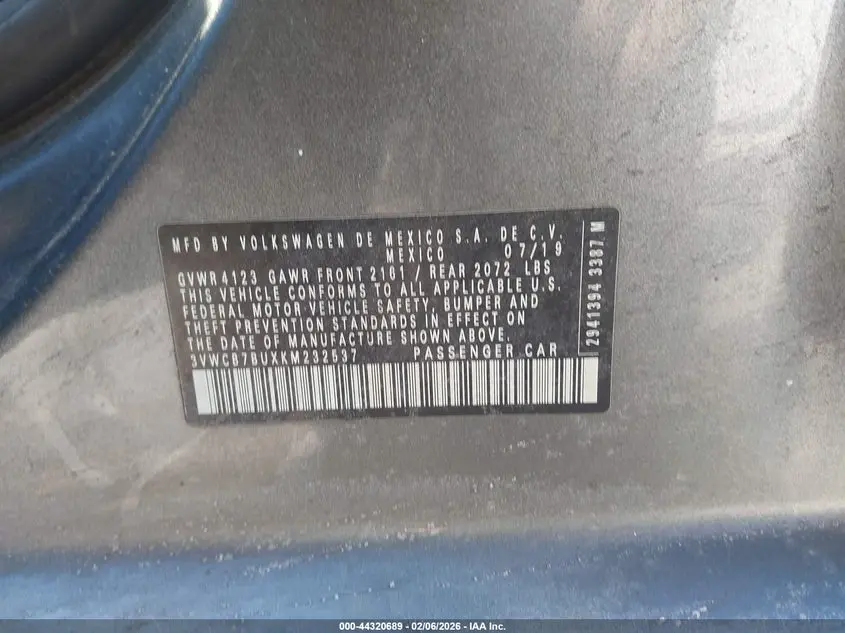 MFD BY VOLKSWAGEN DE MEXICO S.A. DE C.V.
MEXICO 07/19
GVWR 4123 GAWR FRONT 2161 / REAR 2072 LBS
THIS VEHICLE CONFORMS TO ALL APPLICABLE U.S.
FEDERAL MOTOR VEHICLE SAFETY, BUMPER AND
THEFT PREVENTION STANDARDS IN EFFECT ON
THE DATE OF MANUFACTURE SHOWN ABOVE.
3VWCB7BUXKM232537 PASSENGER CAR
2941394 3387 M
000-44320689 - 02/06/2026 - IAA Inc.